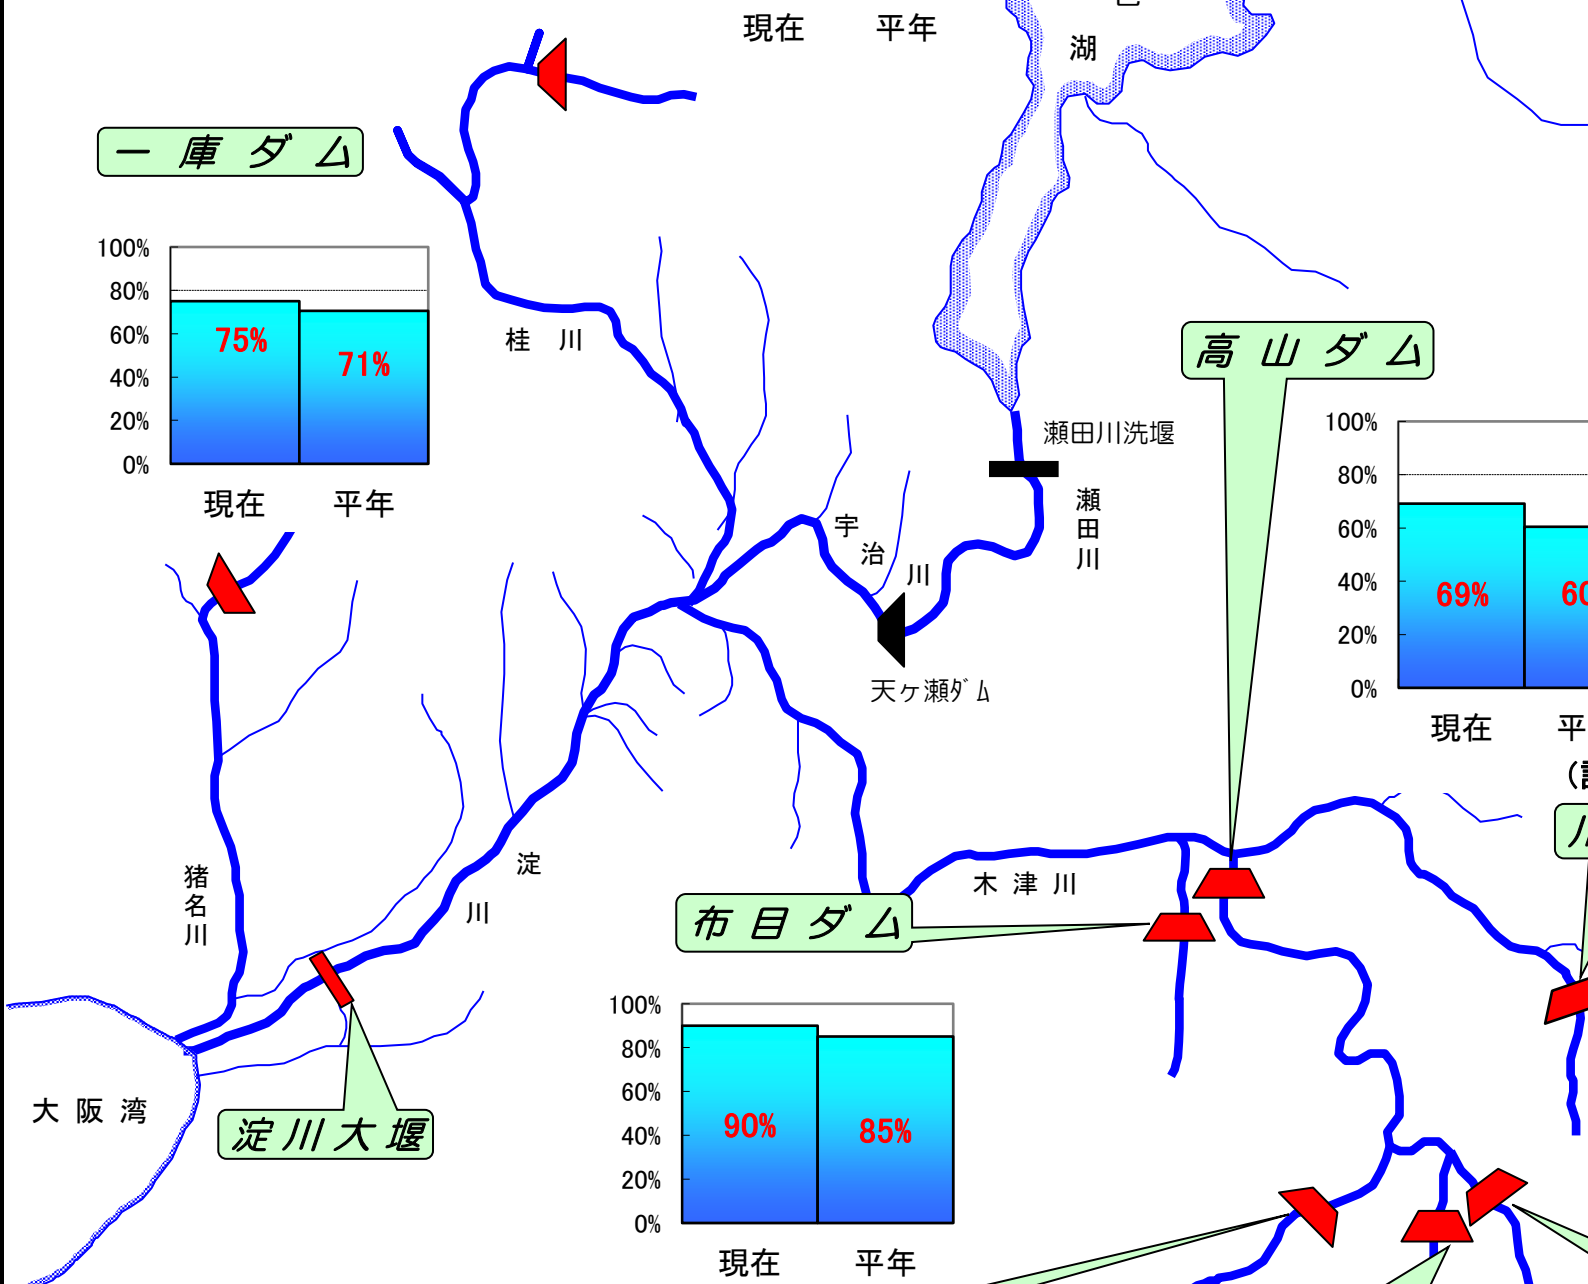 現在 平年
湖
一庫ダム
100%
80%
60%
40%
20%
0%
75%
71%
現在 平年
桂川
高山ダム
瀬田川洗堰
瀬田川
宇治川
天ヶ瀬ダム
100%
80%
60%
40%
20%
0%
69%
現在
猪名川
淀川
木津川
布目ダム
100%
80%
60%
40%
20%
0%
90%
85%
現在 平年
大阪湾
淀川大堰